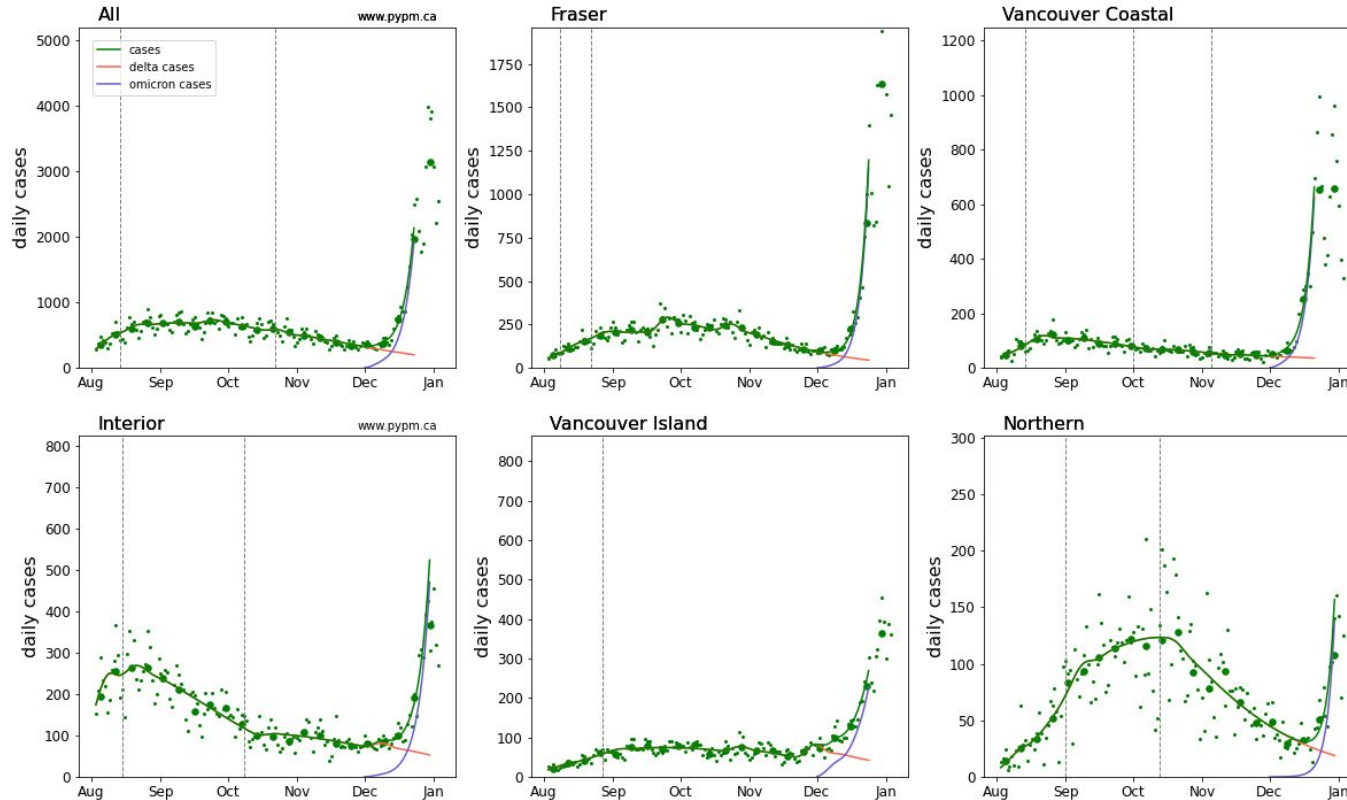 All www.pypm.ca
Fraser
Vancouver Coastal
daily cases
5000
4000
3000
2000
1000
0
cases
delta cases
omicron cases
Aug Sep Oct Nov Dec Jan
daily cases
1750
1500
1250
1000
750
500
250
0
Aug Sep Oct Nov Dec Jan
daily cases
1200
1000
800
600
400
200
0
Aug Sep Oct Nov Dec Jan
Interior www.pypm.ca
Vancouver Island
Northern
daily cases
800
700
600
500
400
300
200
100
0
Aug Sep Oct Nov Dec Jan
daily cases
800
700
600
500
400
300
200
100
0
Aug Sep Oct Nov Dec Jan
daily cases
300
250
200
150
100
50
0
Aug Sep Oct Nov Dec Jan